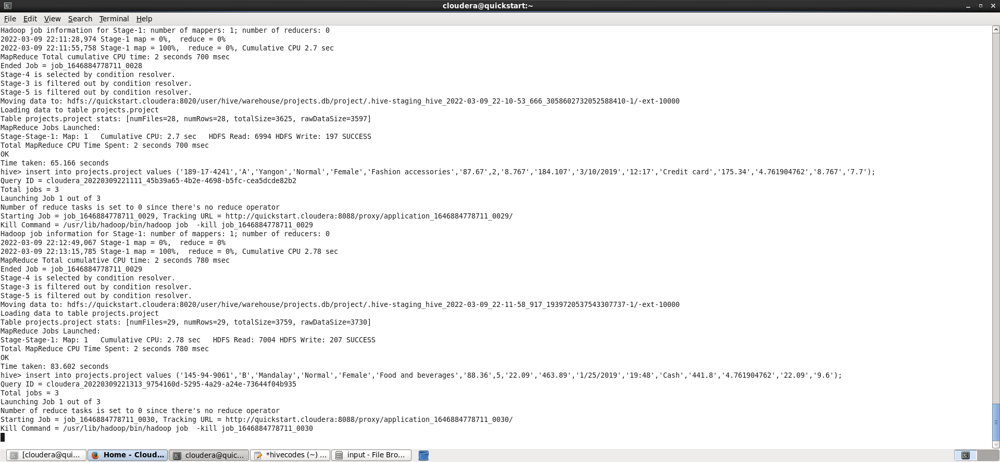 cloudera@quickstart:~
File Edit View Search Terminal Help
Hadoop job information for Stage-1: number of mappers: 1; number of reducers: 0
2022-03-09 22:11:28,974 Stage-1 map = 0%,  reduce = 0%
2022-03-09 22:11:55,758 Stage-1 map = 100%,  reduce = 0%, Cumulative CPU 2.7 sec
MapReduce Total cumulative CPU time: 2 seconds 700 msec
Ended Job = job_1646884778711_0028
Stage-4 is selected by condition resolver.
Stage-3 is filtered out by condition resolver.
Stage-5 is filtered out by condition resolver.
Moving data to: hdfs://quickstart.cloudera:8020/user/hive/warehouse/projects.db/project/.hive-staging_hive_2022-03-09_22-10-53_666_3058602732052588410-1/-ext-10000
Loading data to table projects.project
Table projects.project stats: [numFiles=28, numRows=28, totalSize=3625, rawDataSize=3597]
MapReduce Jobs Launched:
Stage-Stage-1: Map: 1   Cumulative CPU: 2.7 sec   HDFS Read: 6994 HDFS Write: 197 SUCCESS
Total MapReduce CPU Time Spent: 2 seconds 700 msec
OK
Time taken: 65.166 seconds
hive> insert into projects.project values ('189-17-4241','A','Yangon','Normal','Female','Fashion accessories','87.67',2,'8.767','184.107','3/10/2019','12:17','Credit card','175.34','4.761904762','8.767','7.7');
Query ID = cloudera_20220309221111_45b39a65-4b2e-4698-b5fc-cea5dcde82b2
Total jobs = 3
Launching Job 1 out of 3
Number of reduce tasks is set to 0 since there's no reduce operator
Starting Job = job_1646884778711_0029, Tracking URL = http://quickstart.cloudera:8088/proxy/application_1646884778711_0029/
Kill Command = /usr/lib/hadoop/bin/hadoop job  -kill job_1646884778711_0029
Hadoop job information for Stage-1: number of mappers: 1; number of reducers: 0
2022-03-09 22:12:49,067 Stage-1 map = 0%,  reduce = 0%
2022-03-09 22:13:15,785 Stage-1 map = 100%,  reduce = 0%, Cumulative CPU 2.78 sec
MapReduce Total cumulative CPU time: 2 seconds 780 msec
Ended Job = job_1646884778711_0029
Stage-4 is selected by condition resolver.
Stage-3 is filtered out by condition resolver.
Stage-5 is filtered out by condition resolver.
Moving data to: hdfs://quickstart.cloudera:8020/user/hive/warehouse/projects.db/project/.hive-staging_hive_2022-03-09_22-11-58_917_1939720537543307737-1/-ext-10000
Loading data to table projects.project
Table projects.project stats: [numFiles=29, numRows=29, totalSize=3759, rawDataSize=3730]
MapReduce Jobs Launched:
Stage-Stage-1: Map: 1   Cumulative CPU: 2.78 sec   HDFS Read: 7004 HDFS Write: 207 SUCCESS
Total MapReduce CPU Time Spent: 2 seconds 780 msec
OK
Time taken: 83.602 seconds
hive> insert into projects.project values ('145-94-9061','B','Mandalay','Normal','Female','Food and beverages','88.36',5,'22.09','463.89','1/25/2019','19:48','Cash','441.8','4.761904762','22.09','9.6');
Query ID = cloudera_20220309221313_9754160d-5295-4a29-a24e-73644f04b935
Total jobs = 3
Launching Job 1 out of 3
Number of reduce tasks is set to 0 since there's no reduce operator
Starting Job = job_1646884778711_0030, Tracking URL = http://quickstart.cloudera:8088/proxy/application_1646884778711_0030/
Kill Command = /usr/lib/hadoop/bin/hadoop job  -kill job_1646884778711_0030
[cloudera@qui... Home - Cloud... cloudera@quic... *hivecodes (~) ... input - File Bro...